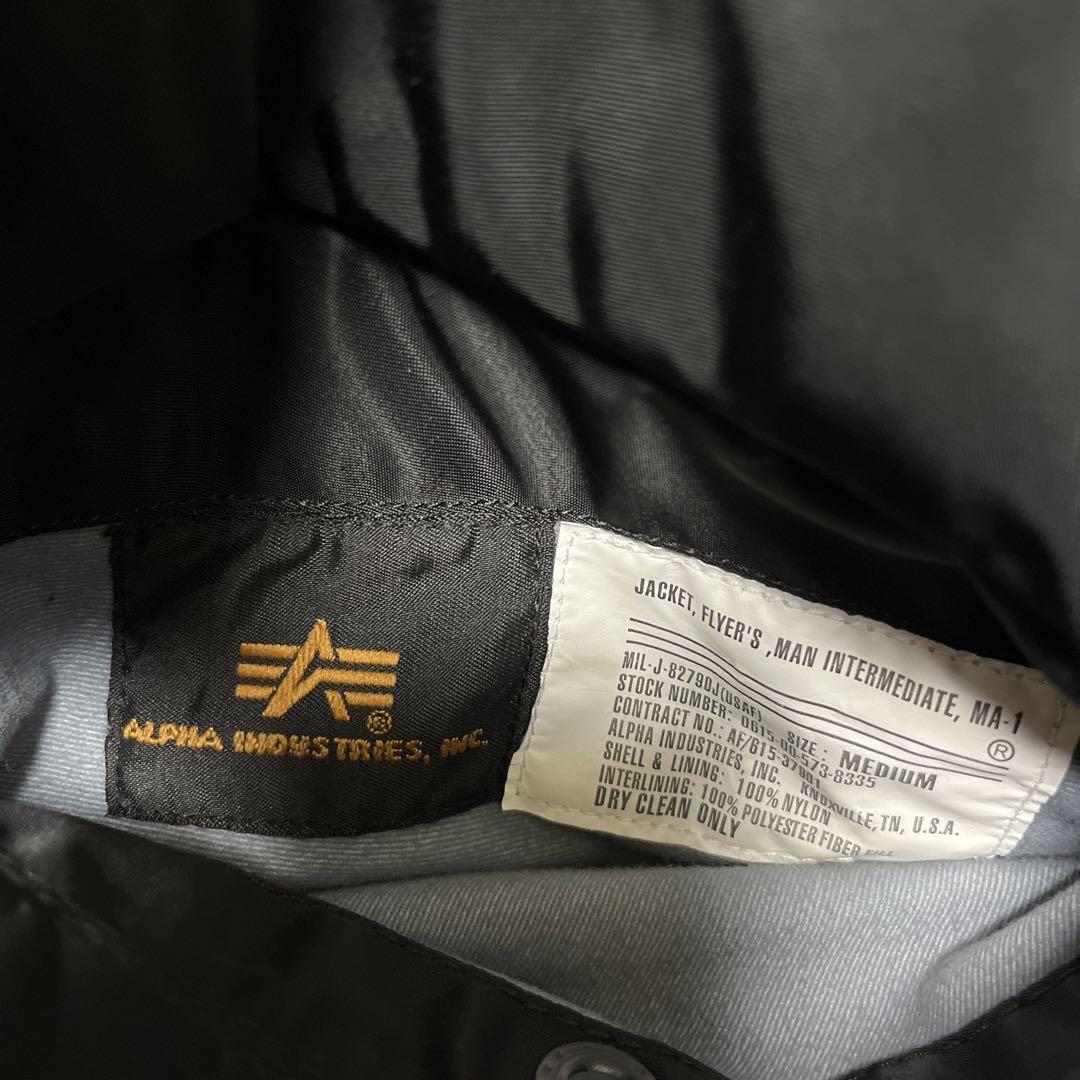 ALPHA INDUSTRIES, INC.
®
JACKET, FLYER'S ,MAN INTERMEDIATE, MA-1
®
MIL-J-8279DJ(USAF) SIZE : MEDIUM
STOCK NUMBER: 0615-00-573-8335
CONTRACT NO.: AF/615-37901
ALPHA INDUSTRIES, INC. KNOXVILLE, TN, U.S.A.
SHELL & LINING: 100% NYLON
INTERLINING: 100% POLYESTER FIBER FILL
DRY CLEAN ONLY